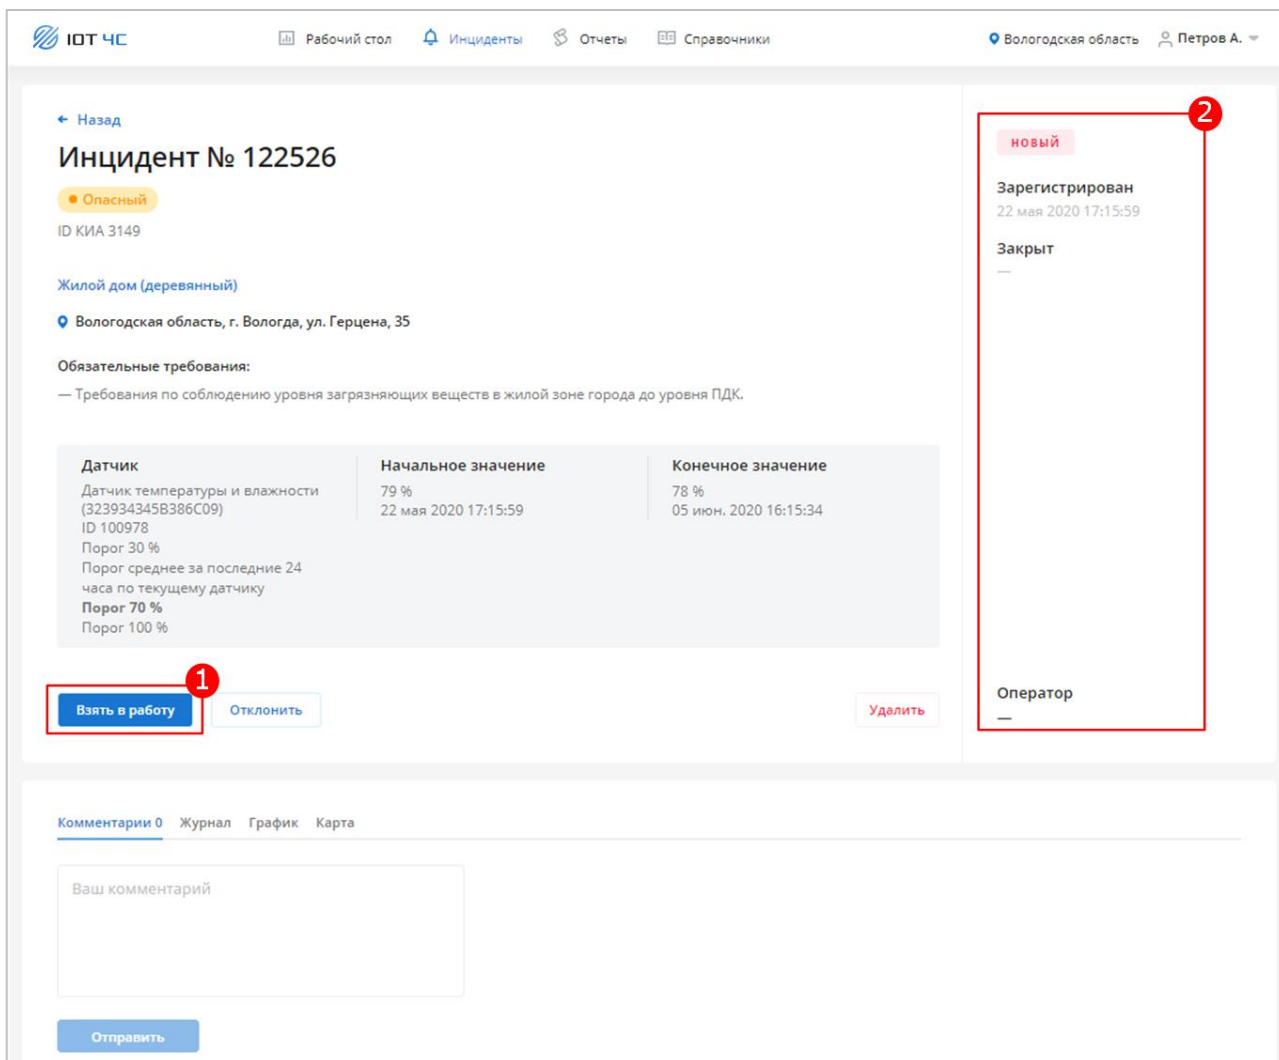 IOT ЧС
Рабочий стол Инциденты Отчеты Справочники Вологодская область Петров А.
Назад
Инцидент № 122526
Опасный
ID КИА 3149
Жилой дом (деревянный)
Вологодская область, г. Вологда, ул. Герцена, 35
Обязательные требования:
— Требования по соблюдению уровня загрязняющих веществ в жилой зоне города до уровня ПДК.
Датчик
Датчик температуры и влажности
(323934345B386C09)
ID 100978
Порог 30 %
Порог среднее за последние 24
часа по текущему датчику
Порог 70 %
Порог 100 %
Начальное значение
79 %
22 мая 2020 17:15:59
Конечное значение
78 %
05 июн. 2020 16:15:34
1
Взять в работу Отклонить Удалить
2
НОВЫЙ
Зарегистрирован
22 мая 2020 17:15:59
Закрыт
—
Оператор
—
Комментарии 0 Журнал График Карта
Ваш комментарий
Отправить